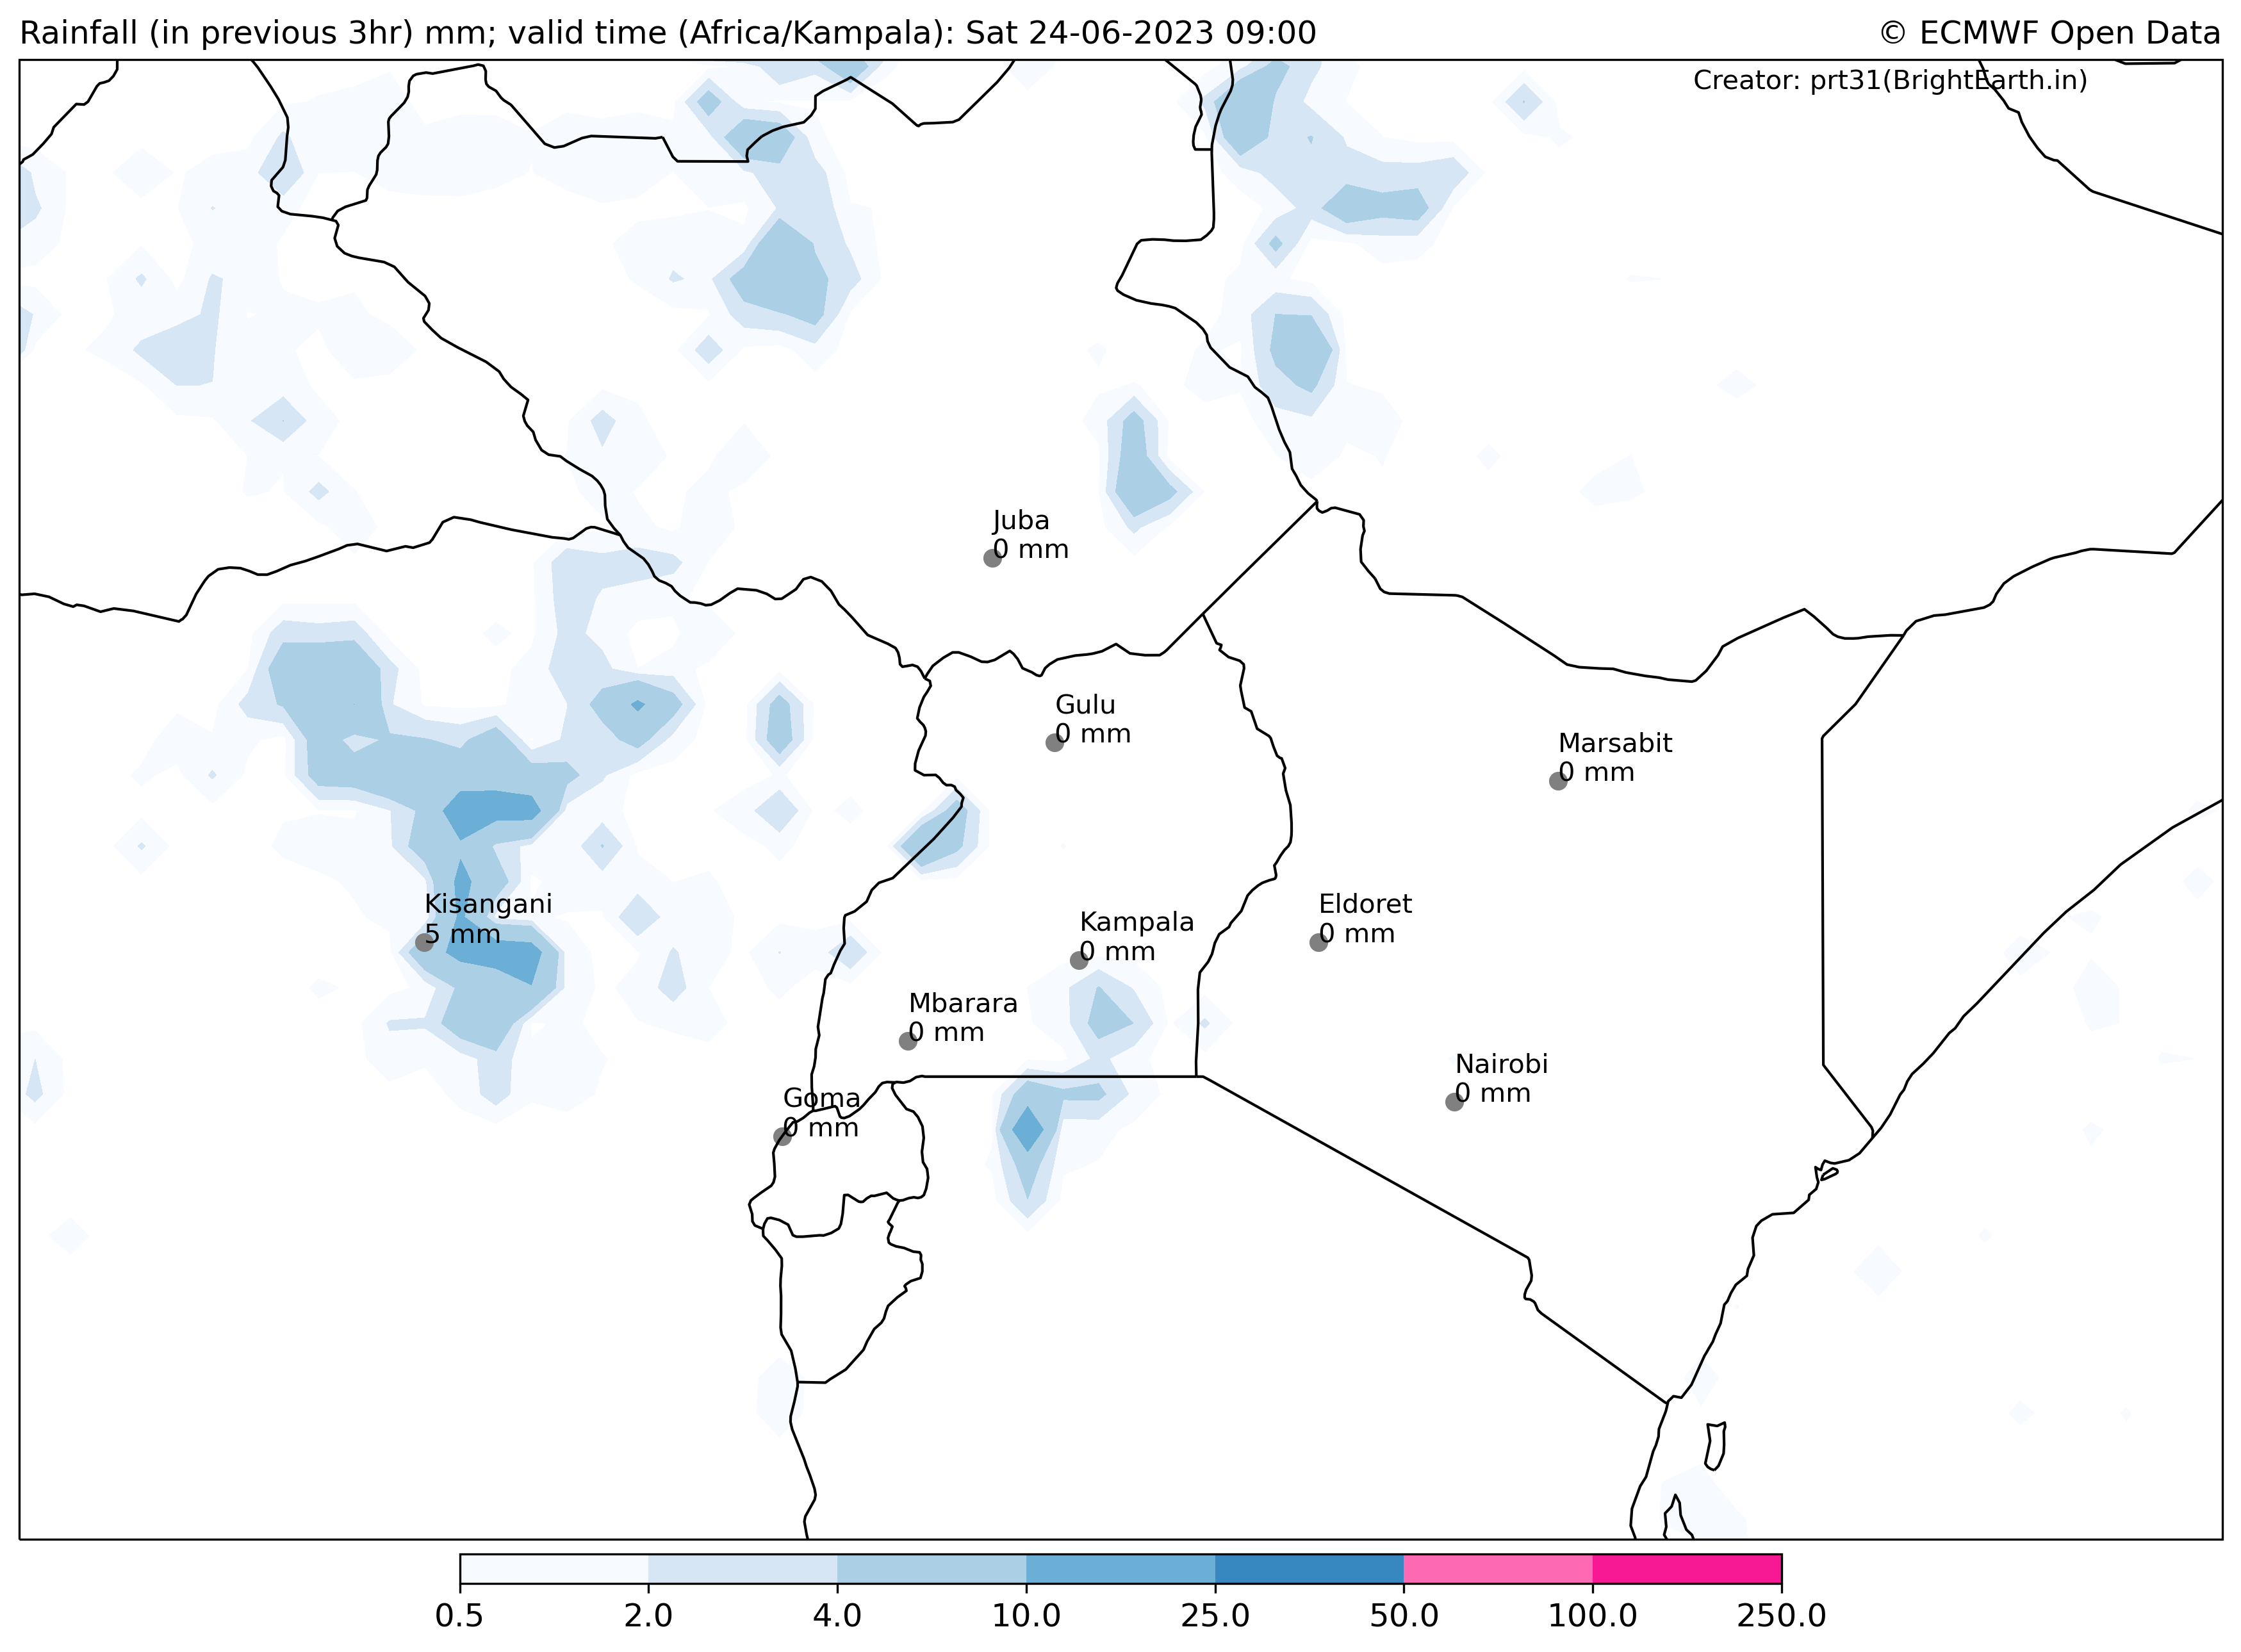 Rainfall (in previous 3hr) mm; valid time (Africa/Kampala): Sat 24-06-2023 09:00
© ECMWF Open Data
Creator: prt31(BrightEarth.in)
Juba
0 mm
Gulu
0 mm
Marsabit
0 mm
Kisangani
5 mm
Kampala
0 mm
Eldoret
0 mm
Mbarara
0 mm
Nairobi
0 mm
Goma
0 mm
0.5 2.0 4.0 10.0 25.0 50.0 100.0 250.0